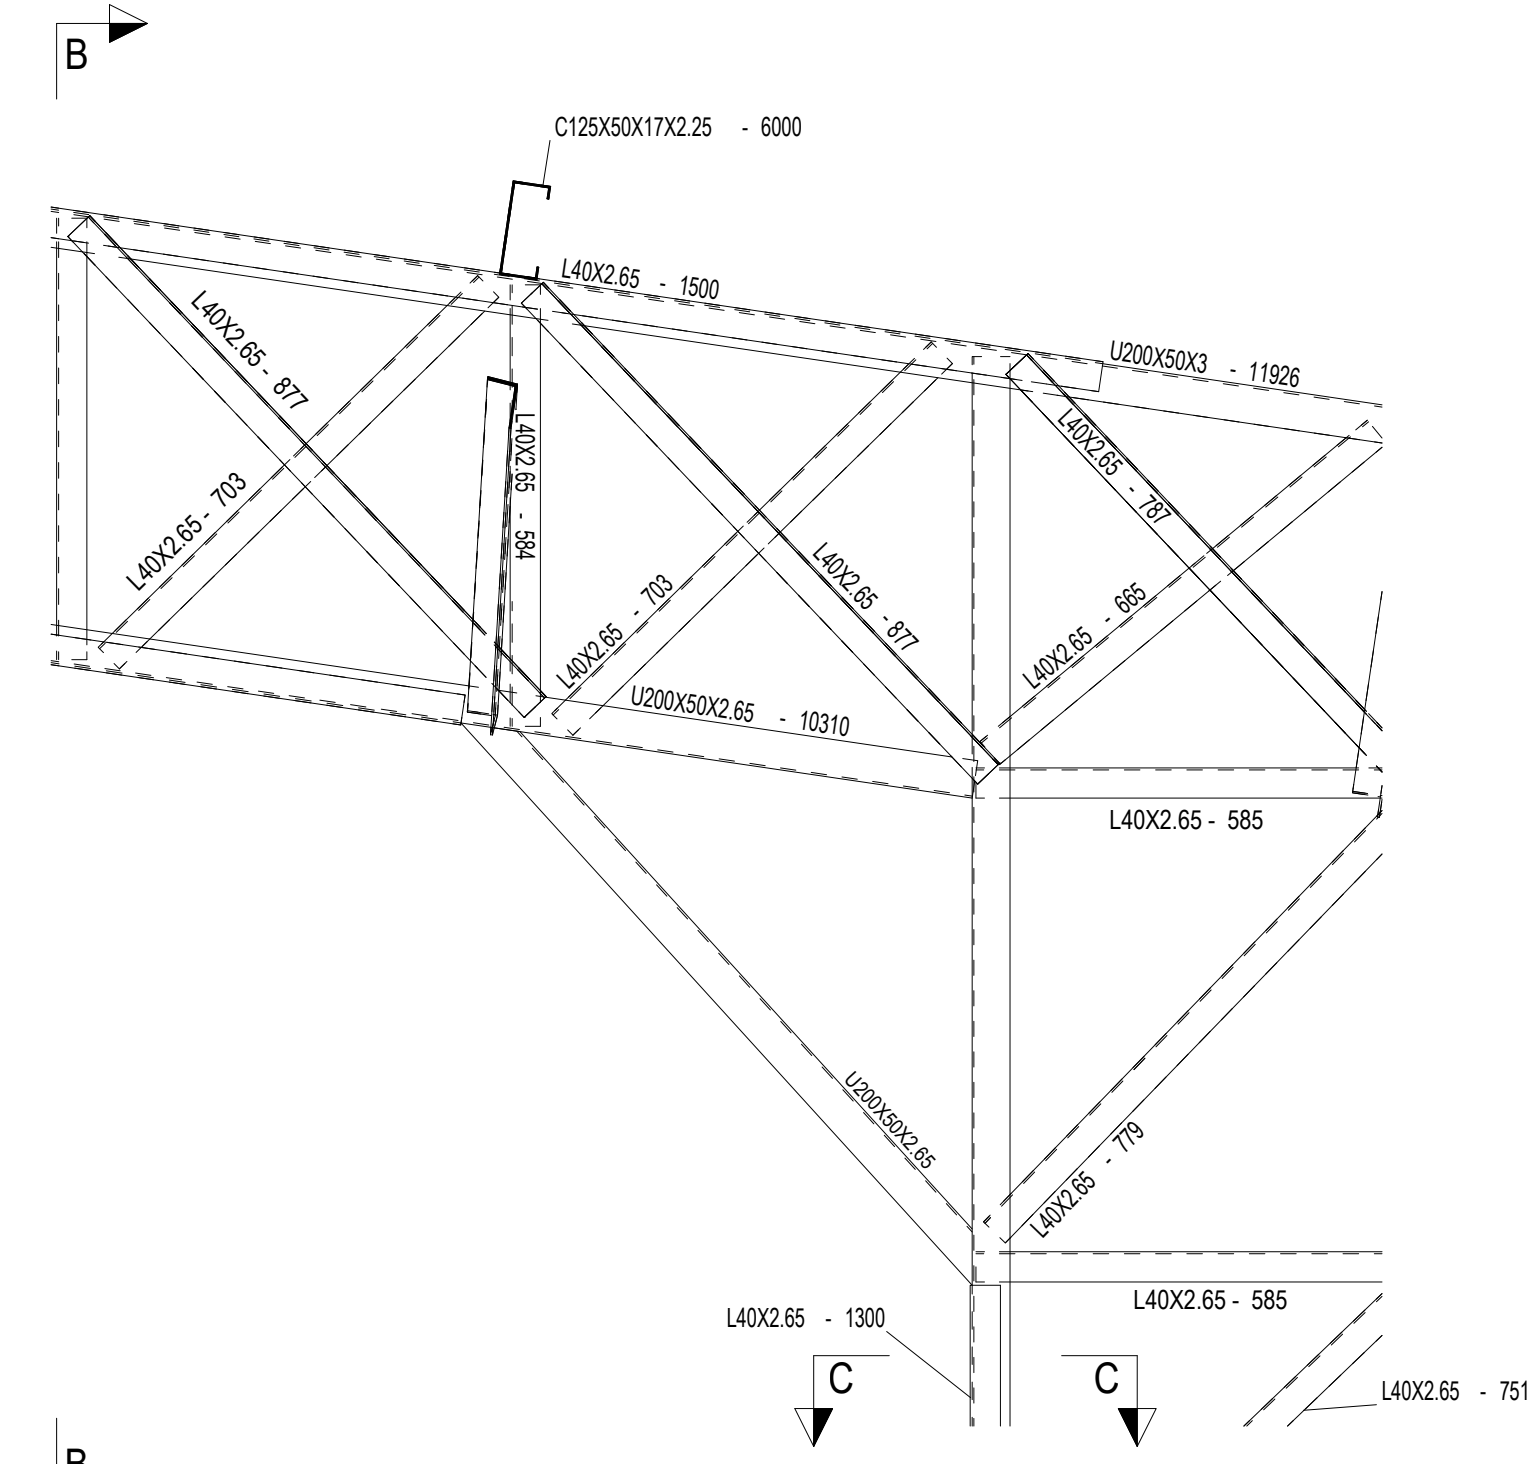 B
C125X50X17X2.25 - 6000
L40X2.65 - 1500
U200X50X3 - 11926
L40X2.65 - 877
L40X2.65 - 703
L40X2.65 - 584
L40X2.65 - 787
L40X2.65 - 877
L40X2.65 - 703
L40X2.65 - 665
U200X50X2.65 - 10310
L40X2.65 - 585
U200X50X2.65
L40X2.65 - 779
L40X2.65 - 585
L40X2.65 - 1300
C
C
L40X2.65 - 751
B